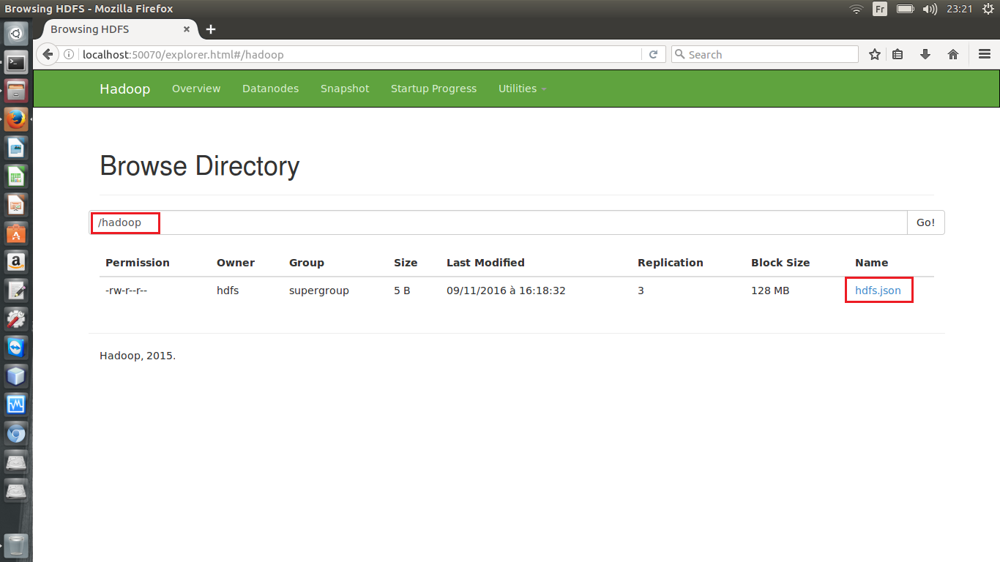 Browsing HDFS - Mozilla Firefox
Fr
23:21
Browsing HDFS
localhost:50070/explorer.html#/hadoop
Search
Hadoop Overview Datanodes Snapshot Startup Progress Utilities
Browse Directory
/hadoop
Go!
Permission Owner Group Size Last Modified Replication Block Size Name
-rw-r--r-- hdfs supergroup 5 B 09/11/2016 à 16:18:32 3 128 MB hdfs.json
Hadoop, 2015.